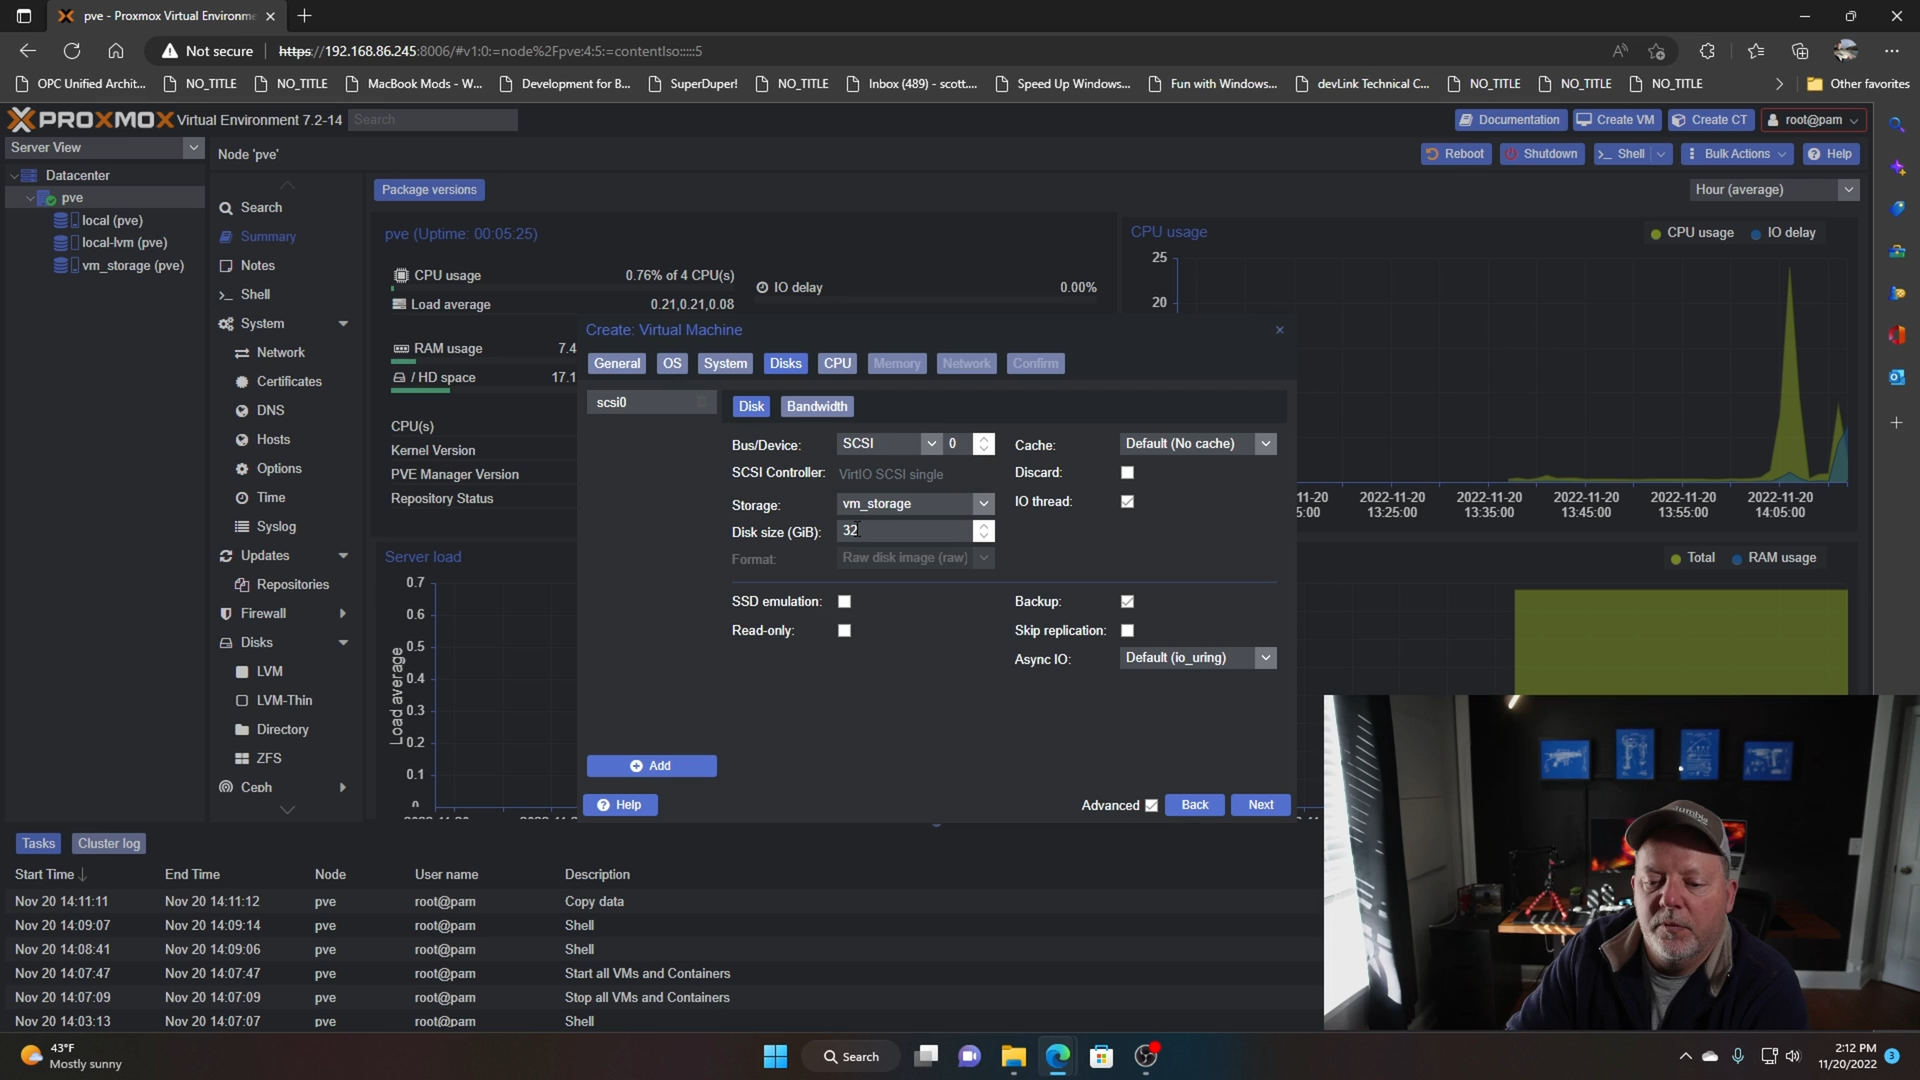 pve - Proxmox Virtual Environme
Not secure
https://192.168.86.245:8006/#v1:0:=node%2Fpve:4:5:=contentIso:::::5
OPC Unified Archit...
NO_TITLE
NO_TITLE
MacBook Mods - W...
Development for B...
SuperDuper!
NO_TITLE
Inbox (489) - scott....
Speed Up Windows...
Fun with Windows...
devLink Technical C...
NO_TITLE
NO_TITLE
NO_TITLE
Other favorites
PROXMOX Virtual Environment 7.2-14
Search
Documentation
Create VM
Create CT
root@pam
Server View
Node 'pve'
Reboot
Shutdown
Shell
Bulk Actions
Help
Datacenter
pve
local (pve)
local-lvm (pve)
vm_storage (pve)
Search
Summary
Notes
Shell
System
Network
Certificates
DNS
Hosts
Options
Time
Syslog
Updates
Repositories
Firewall
Disks
LVM
LVM-Thin
Directory
ZFS
Ceph
Package versions
Hour (average)
pve (Uptime: 00:05:25)
CPU usage
0.76% of 4 CPU(s)
Load average
0.21,0.21,0.08
IO delay
0.00%
RAM usage
7.4
/ HD space
17.1
CPU(s)
Kernel Version
PVE Manager Version
Repository Status
CPU usage
CPU usage
IO delay
25
20
11-20
5:00
2022-11-20
13:25:00
2022-11-20
13:35:00
2022-11-20
13:45:00
2022-11-20
13:55:00
2022-11-20
14:05:00
Server load
Load average
0.7
0.6
0.5
0.4
0.3
0.2
0.1
0
Total
RAM usage
Create: Virtual Machine
General
OS
System
Disks
CPU
Memory
Network
Confirm
scsi0
Disk
Bandwidth
Bus/Device:
SCSI
0
SCSI Controller:
VirtIO SCSI single
Storage:
vm_storage
Disk size (GiB):
32
Format:
Raw disk image (raw)
Cache:
Default (No cache)
Discard:
IO thread:
SSD emulation:
Read-only:
Backup:
Skip replication:
Async IO:
Default (io_uring)
Add
Help
Advanced
Back
Next
Tasks
Cluster log
Start Time
End Time
Node
User name
Description
Nov 20 14:11:11
Nov 20 14:11:12
pve
root@pam
Copy data
Nov 20 14:09:07
Nov 20 14:09:14
pve
root@pam
Shell
Nov 20 14:08:41
Nov 20 14:09:06
pve
root@pam
Shell
Nov 20 14:07:47
Nov 20 14:07:47
pve
root@pam
Start all VMs and Containers
Nov 20 14:07:09
Nov 20 14:07:09
pve
root@pam
Stop all VMs and Containers
Nov 20 14:03:13
Nov 20 14:07:07
pve
root@pam
Shell
43°F
Mostly sunny
Search
2:12 PM
11/20/2022
3